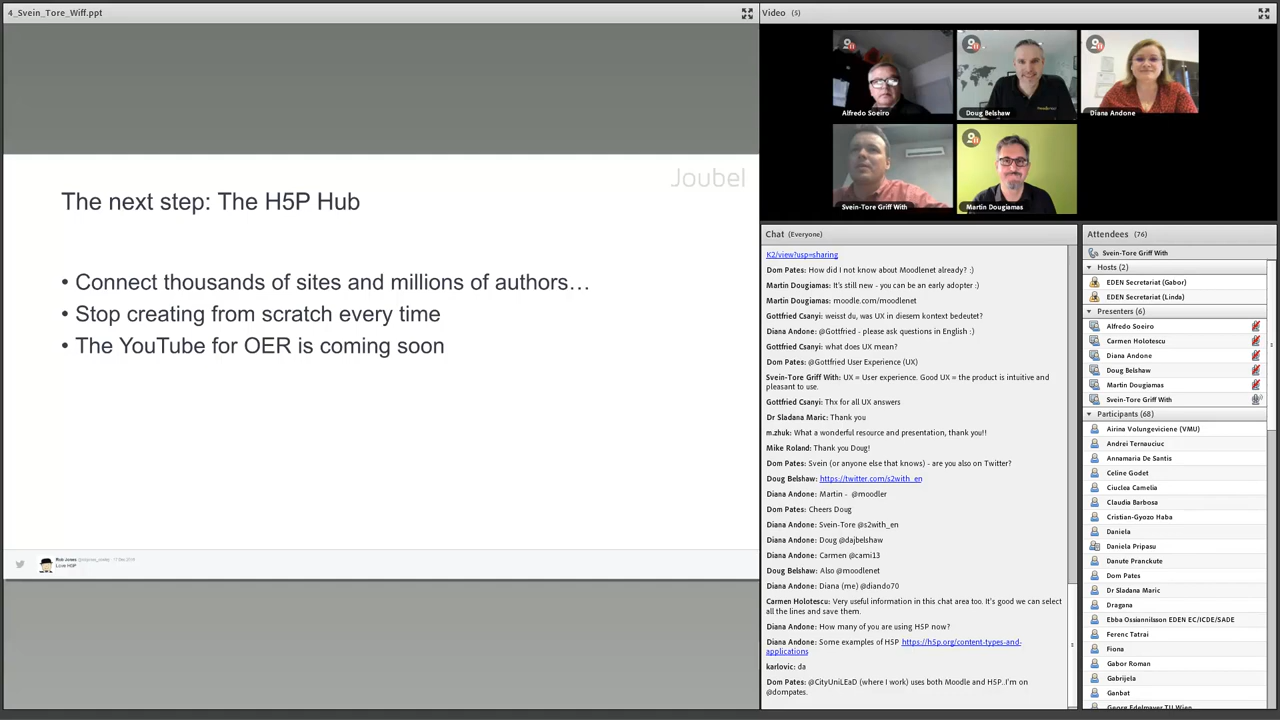 4_Svein_Tore_Wiff.ppt
Joubel
The next step: The H5P Hub
• Connect thousands of sites and millions of authors…
• Stop creating from scratch every time
• The YouTube for OER is coming soon
Love H5P
Video (5)
Alfredo Soeiro
Doug Belshaw
Diana Andone
Svein-Tore Griff With
Martin Dougiamas
Chat (Everyone)
K2/view?usp=sharing
Dom Pates: How did I not know about Moodlenet already? :)
Martin Dougiamas: It's still new - you can be an early adopter :)
Martin Dougiamas: moodle.com/moodlenet
Gottfried Csanyi: weisst du, was UX in diesem kontext bedeutet?
Diana Andone: @Gottfried - please ask questions in English :)
Gottfried Csanyi: what does UX mean?
Dom Pates: @Gottfried User Experience (UX)
Svein-Tore Griff With: UX = User experience. Good UX = the product is intuitive and
pleasant to use.
Gottfried Csanyi: Thx for all UX answers
Dr Sladana Maric: Thank you
m.zhuk: What a wonderful resource and presentation, thank you!!
Mike Roland: Thank you Doug!
Dom Pates: Svein (or anyone else that knows) - are you also on Twitter?
Doug Belshaw: https://twitter.com/s2with_en
Diana Andone: Martin - @moodler
Dom Pates: Cheers Doug
Diana Andone: Svein-Tore @s2with_en
Diana Andone: Doug @dajbelshaw
Diana Andone: Carmen @cami13
Doug Belshaw: Also @moodlenet
Diana Andone: Diana (me) @diando70
Carmen Holotescu: Very useful information in this chat area too. It's good we can select
all the lines and save them.
Diana Andone: How many of you are using H5P now?
Diana Andone: Some examples of H5P https://h5p.org/content-types-and-
applications
karlovic: da
Dom Pates: @CityUniLEaD (where I work) uses both Moodle and H5P. I'm on
@dompates.
Attendees (76)
Svein-Tore Griff With
Hosts (2)
EDEN Secretariat (Gabor)
EDEN Secretariat (Linda)
Presenters (6)
Alfredo Soeiro
Carmen Holotescu
Diana Andone
Doug Belshaw
Martin Dougiamas
Svein-Tore Griff With
Participants (68)
Airina Volungeviciene (VMU)
Andrei Ternauciuc
Annamaria De Santis
Celine Godet
Ciuclea Camelia
Claudia Barbosa
Cristian-Gyozo Haba
Daniela
Daniela Pripasu
Danute Pranckute
Dom Pates
Dr Sladana Maric
Dragana
Ebba Ossiannilsson EDEN EC/ICDE/SADE
Ferenc Tatrai
Fiona
Gabor Roman
Gabrijela
Ganbat
Georg Edelmayer TU Wien